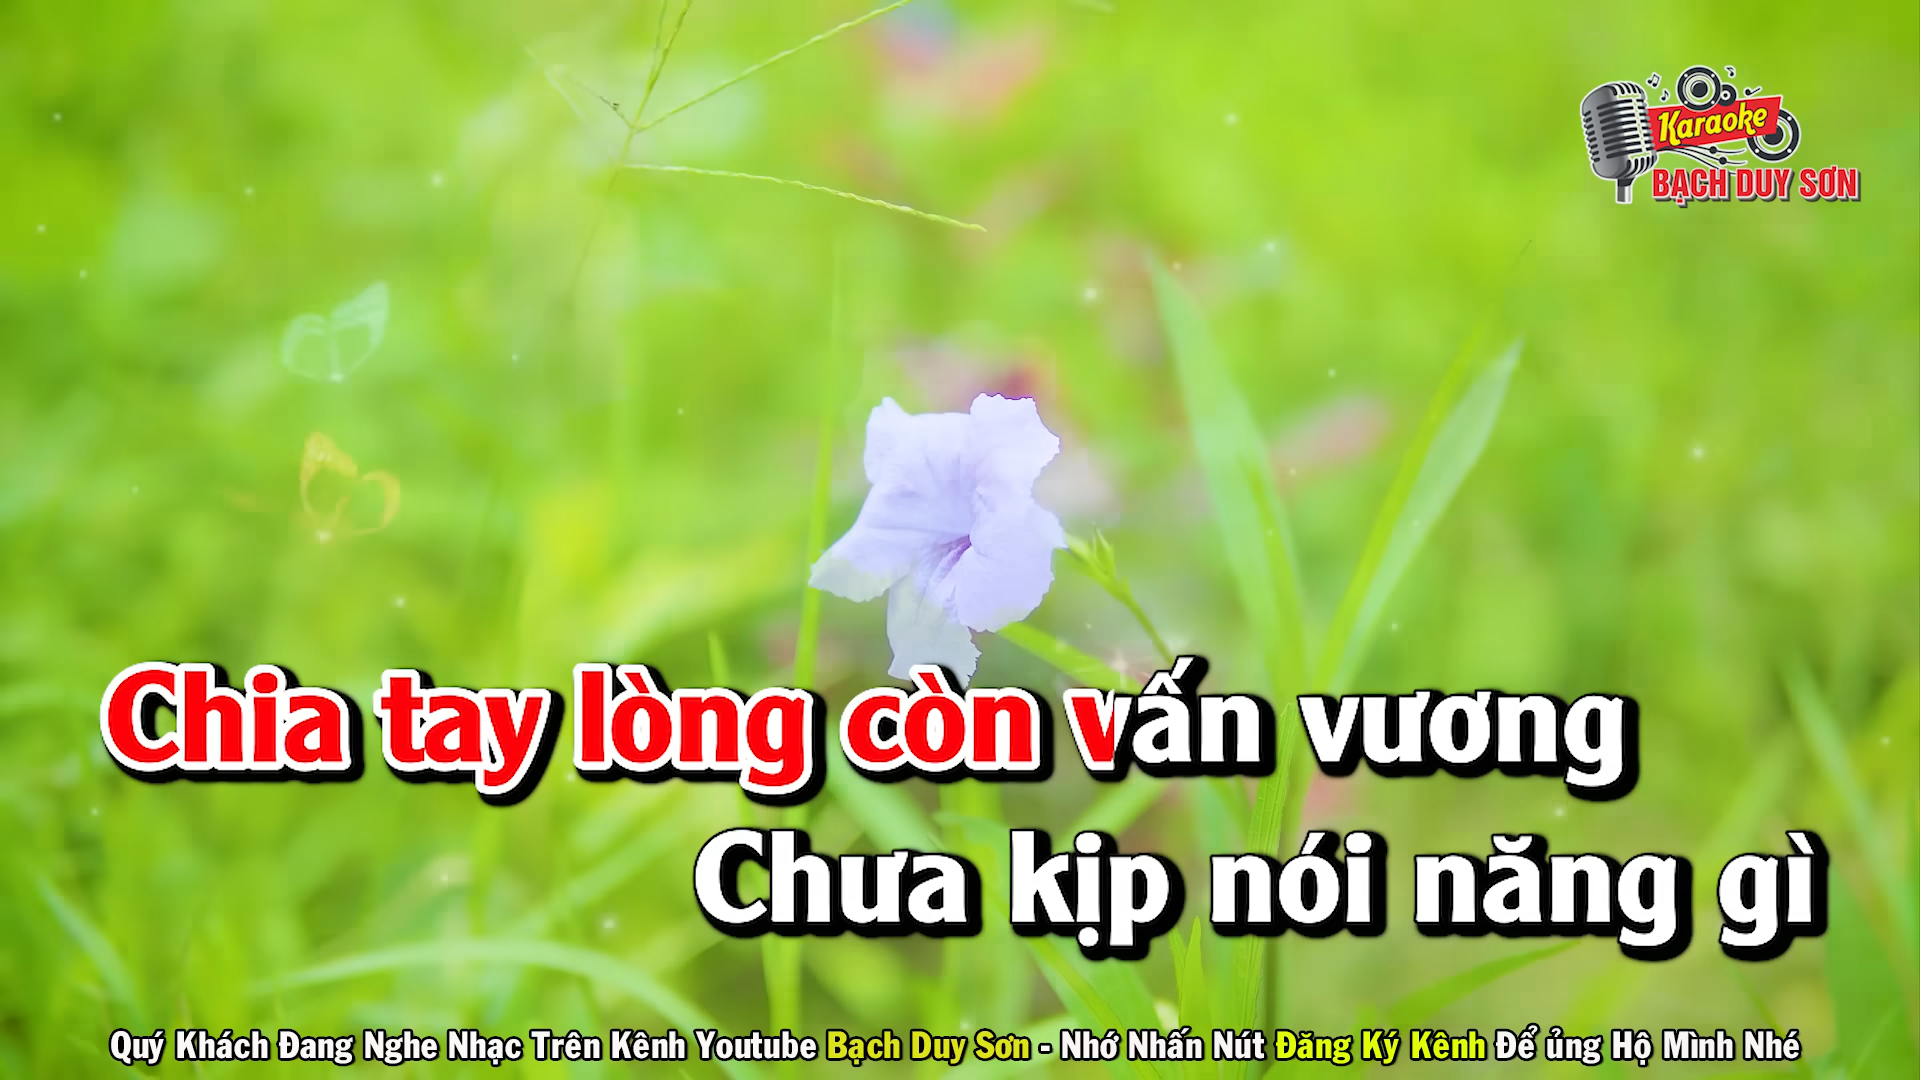 Karaoke
BẠCH DUY SƠN
Chia tay lòng còn vấn vương
Chưa kịp nói năng gì
Quý Khách Đang Nghe Nhạc Trên Kênh Youtube Bạch Duy Sơn - Nhớ Nhấn Nút Đăng Ký Kênh Để ủng Hộ Mình Nhé